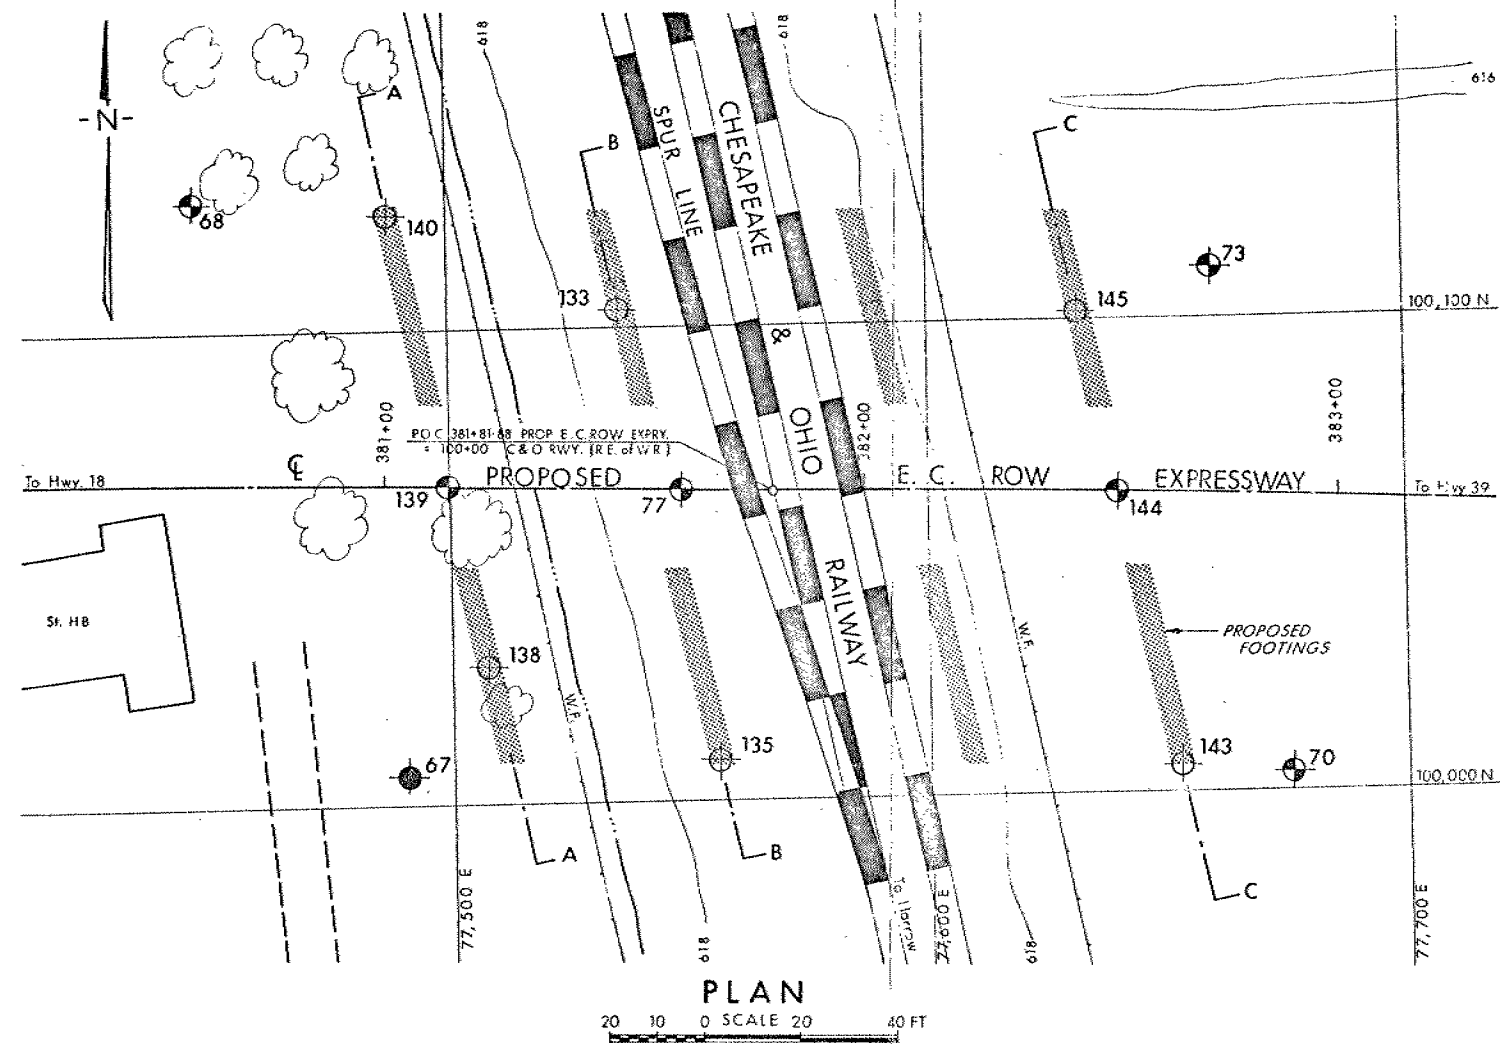 618
618
616
A
-N-
SPUR LINE
CHESAPEAKE
&
OHIO
RAILWAY
B
C
68
140
133
145
73
100,100 N
381+00
382+00
383+00
P.O.C. 381+81.88 PROP. E.C. ROW EXPRY.
= 100+00 C & O RWY. (R.E. of W.R.)
℄
PROPOSED E. C. ROW EXPRESSWAY
To Hwy. 18
To Hwy 39
139
77
144
St. HB
138
W.F.
W.F.
PROPOSED
FOOTINGS
67
135
143
70
100,000 N
A
B
C
77,500 E
618
To Harrow
77,600 E
618
77,700 E
PLAN
20 10 0 SCALE 20 40 FT